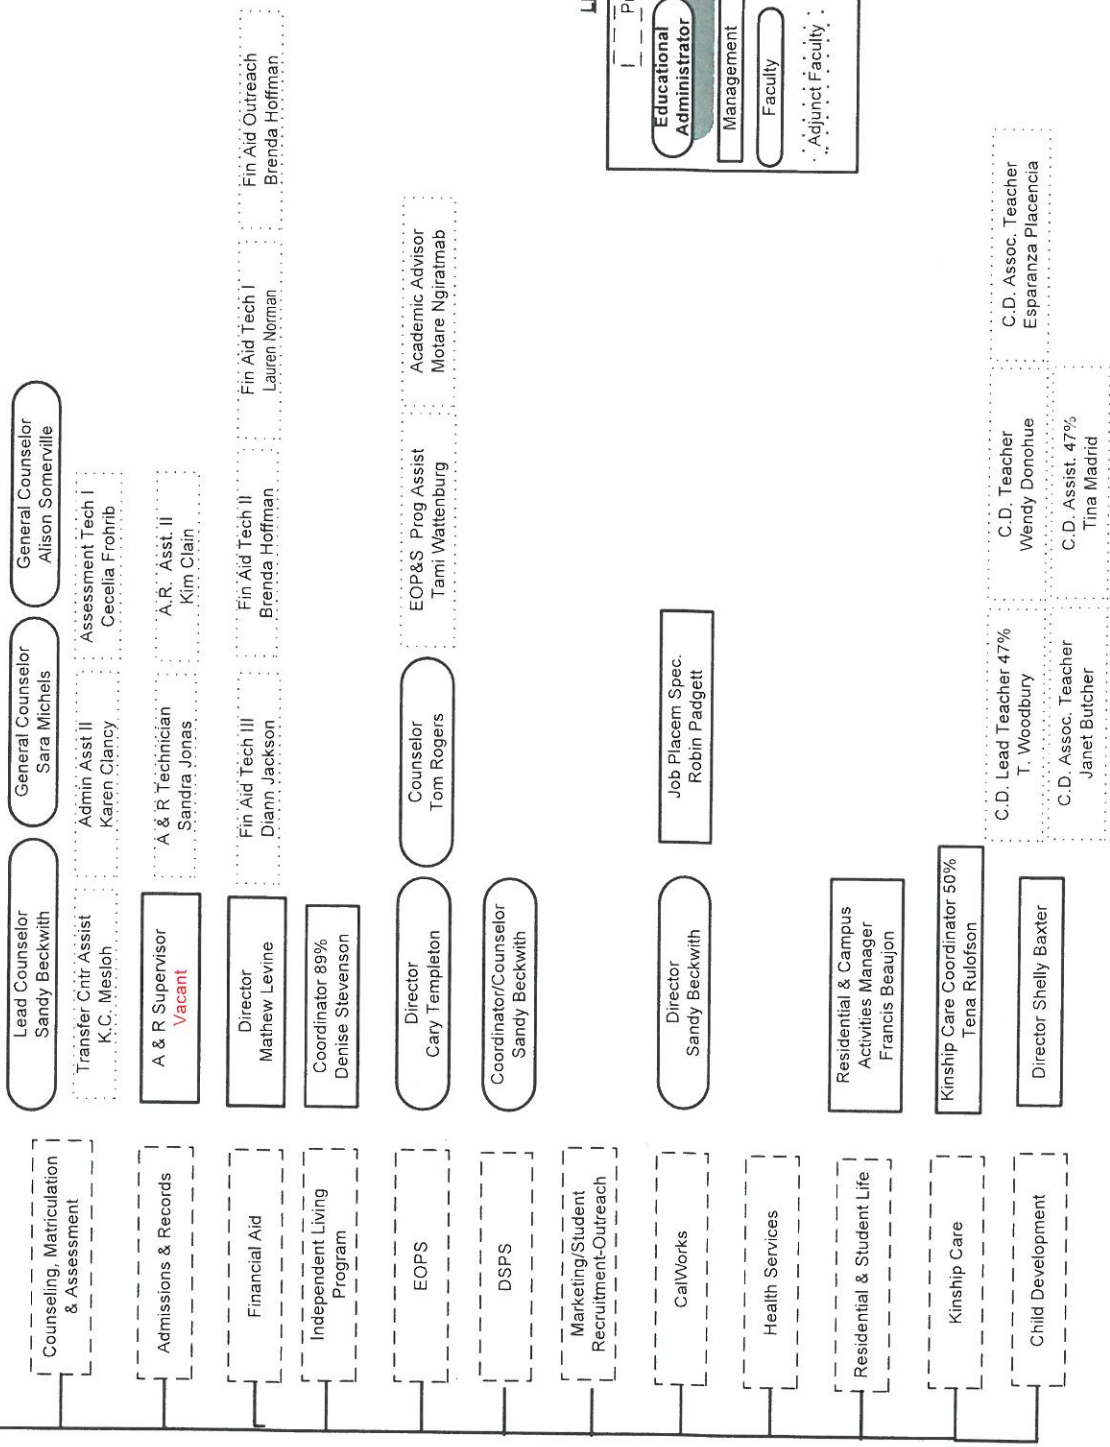 Counseling, Matriculation
& Assessment
Lead Counselor
Sandy Beckwith
General Counselor
Sara Michels
General Counselor
Alison Somerville
Transfer Cntr Assist
K.C. Mesloh
Admin Asst II
Karen Clancy
Assessment Tech I
Cecelia Frohrib
Admissions & Records
A & R Supervisor
Vacant
A & R Technician
Sandra Jonas
A.R. Asst. II
Kim Clain
Financial Aid
Director
Mathew Levine
Fin Aid Tech III
Diann Jackson
Fin Aid Tech II
Brenda Hoffman
Fin Aid Tech I
Lauren Norman
Fin Aid Outreach
Brenda Hoffman
Independent Living
Program
Coordinator 89%
Denise Stevenson
EOPS
Director
Cary Templeton
Counselor
Tom Rogers
EOP&S Prog Assist
Tami Wattenburg
Academic Advisor
Motare Ngiratmab
DSPS
Coordinator/Counselor
Sandy Beckwith
Marketing/Student
Recruitment-Outreach
CalWorks
Director
Sandy Beckwith
Job Placem Spec.
Robin Padgett
Health Services
Residential & Student Life
Residential & Campus
Activities Manager
Francis Beaujon
Kinship Care
Kinship Care Coordinator 50%
Tena Rulofson
Child Development
Director Shelly Baxter
C.D. Lead Teacher 47%
T. Woodbury
C.D. Teacher
Wendy Donohue
C.D. Assoc. Teacher
Esparanza Placencia
C.D. Assoc. Teacher
Janet Butcher
C.D. Assist. 47%
Tina Madrid
Educational
Administrator
Management
Faculty
Adjunct Faculty